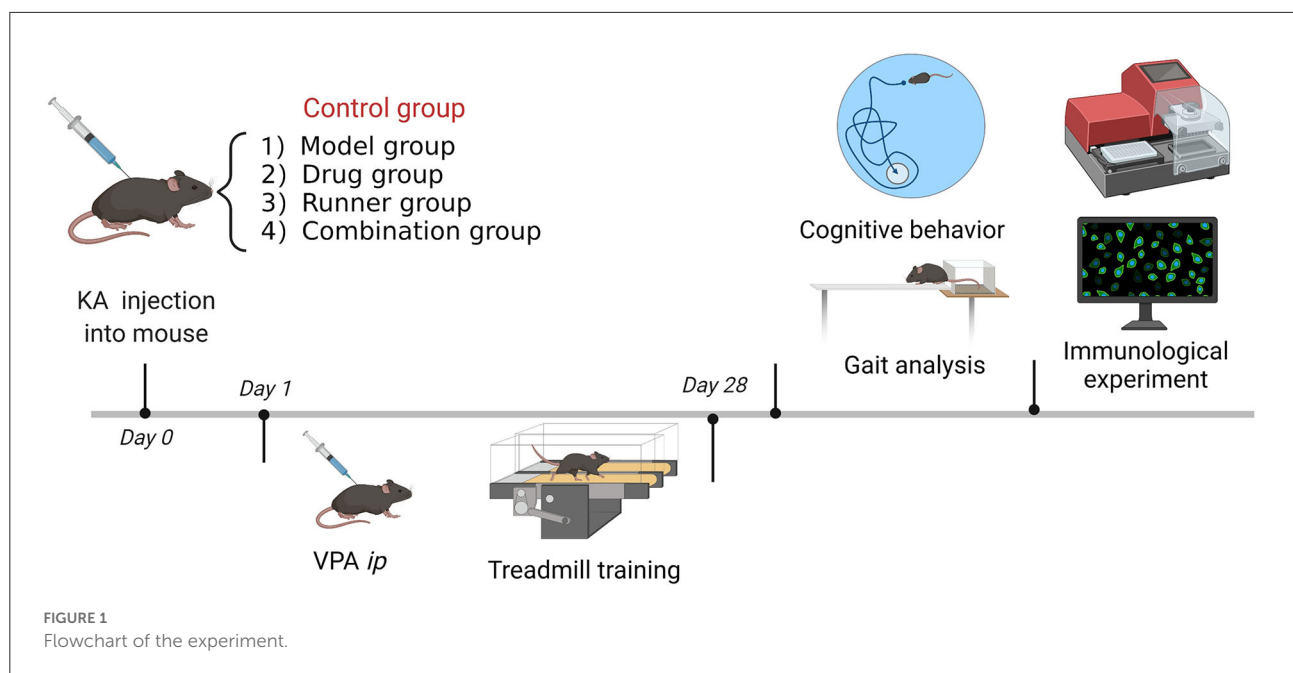 Control group
1) Model group
2) Drug group
3) Runner group
4) Combination group
KA injection
into mouse
Cognitive behavior
Gait analysis
Immunological
experiment
Day 0
Day 1
Day 28
VPA ip
Treadmill training
FIGURE 1
Flowchart of the experiment.